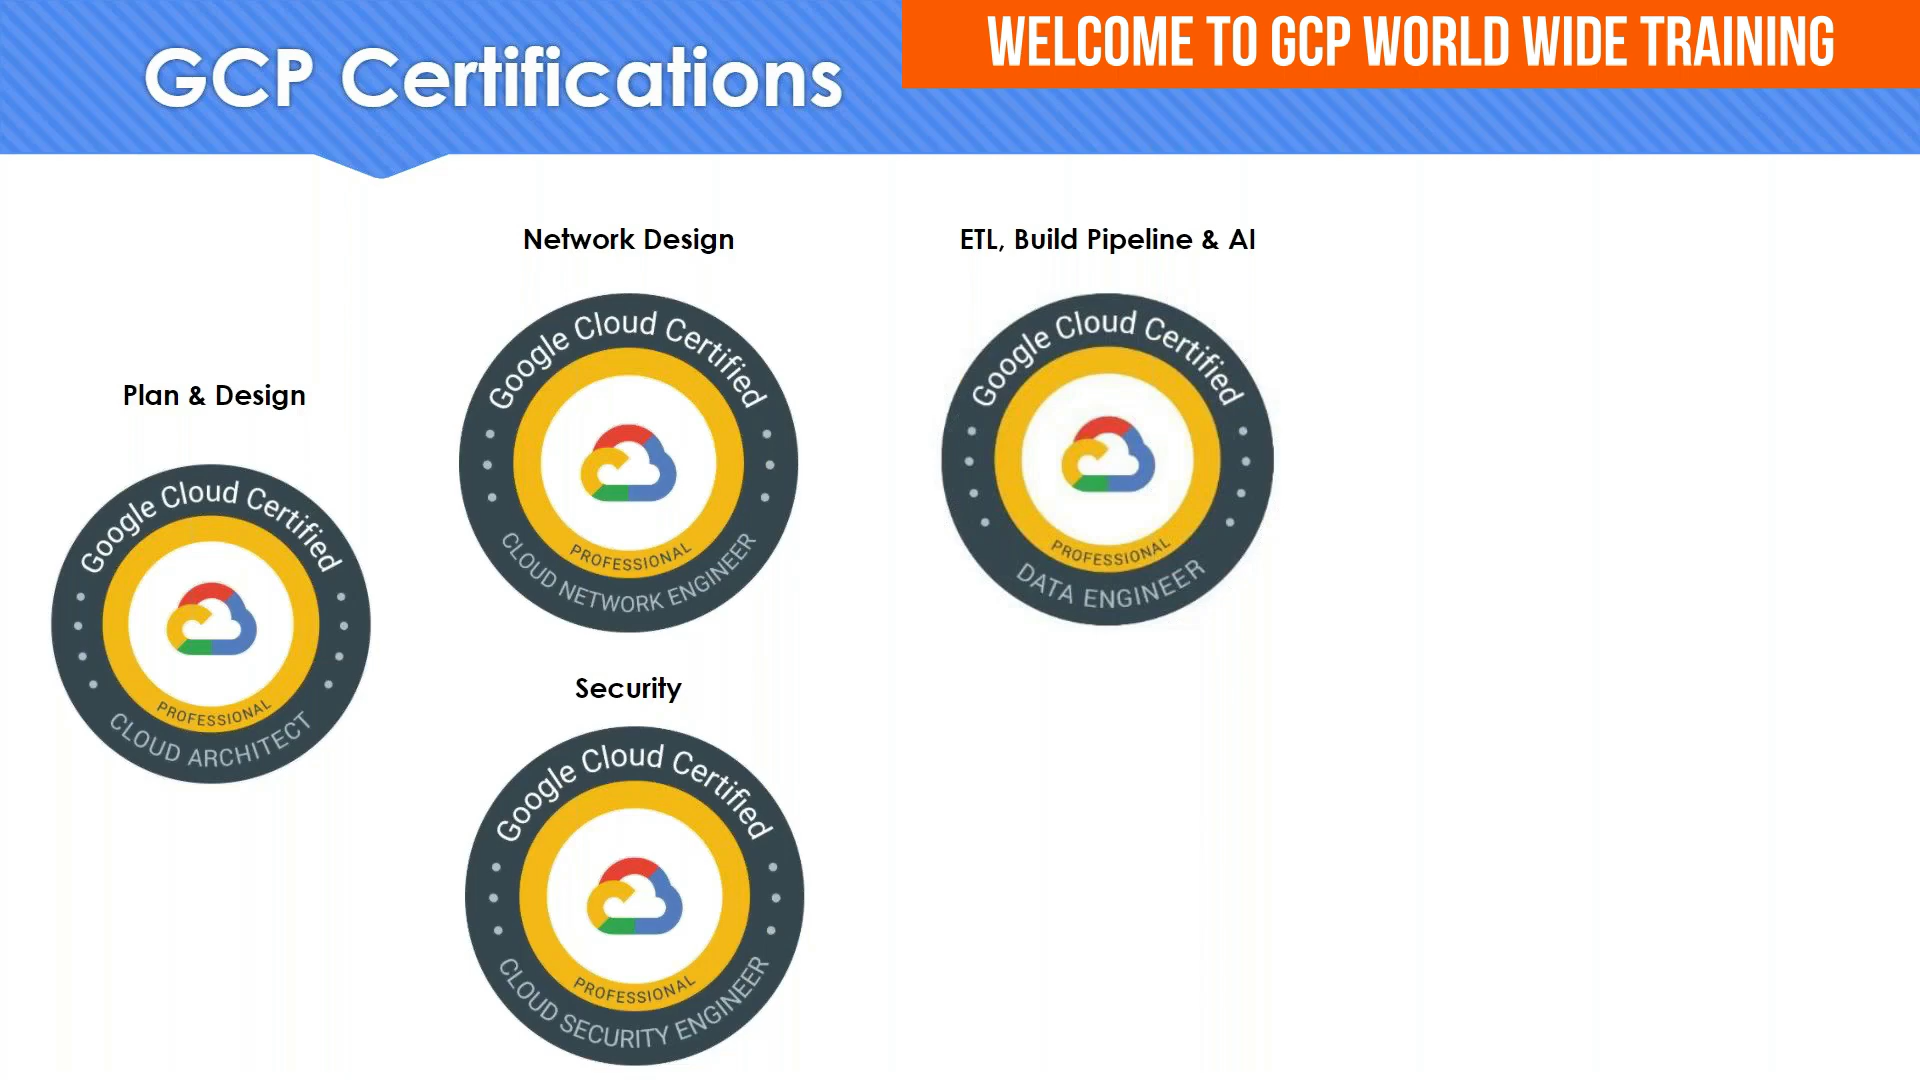 GCP Certifications
WELCOME TO GCP WORLD WIDE TRAINING
Plan & Design
Google Cloud Certified
PROFESSIONAL
CLOUD ARCHITECT
Network Design
Google Cloud Certified
PROFESSIONAL
CLOUD NETWORK ENGINEER
Security
Google Cloud Certified
PROFESSIONAL
CLOUD SECURITY ENGINEER
ETL, Build Pipeline & AI
Google Cloud Certified
PROFESSIONAL
DATA ENGINEER